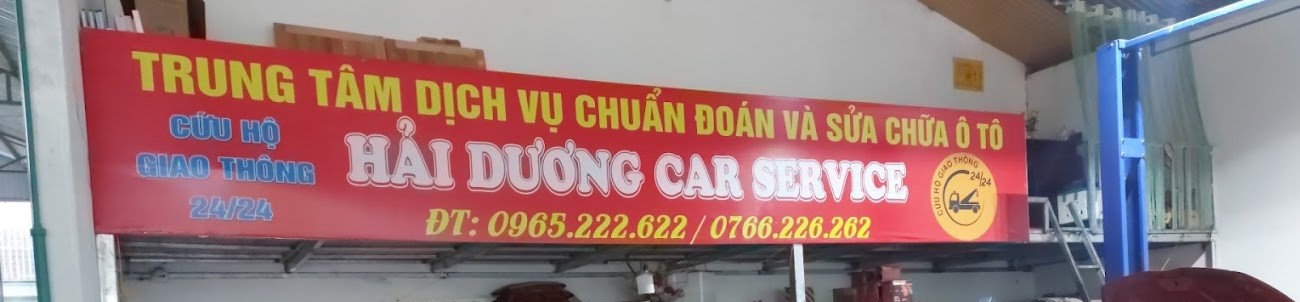 TRUNG TÂM DỊCH VỤ CHUẨN ĐOÁN VÀ SỬA CHỮA Ô TÔ
CỨU HỘ
GIAO THÔNG
24/24
HẢI DƯƠNG CAR SERVICE
ĐT: 0965.222.622 / 0766.226.262
CỨU HỘ GIAO THÔNG
24/24